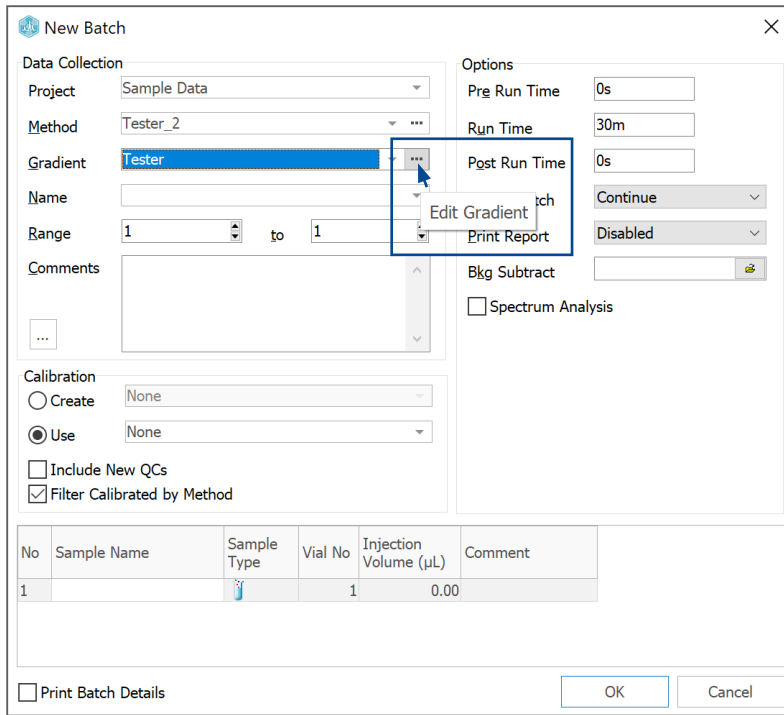 New Batch
Data Collection
Project Sample Data
Method Tester_2 ...
Gradient Tester ...
Name
Range 1 to 1
Comments
...
Options
Pre Run Time 0s
Run Time 30m
Post Run Time 0s
tch Continue
Edit Gradient
Print Report Disabled
Bkg Subtract
Spectrum Analysis
Calibration
Create None
Use None
Include New QCs
Filter Calibrated by Method
No Sample Name Sample Type Vial No Injection Volume (µL) Comment
1 1 0.00
Print Batch Details
OK Cancel